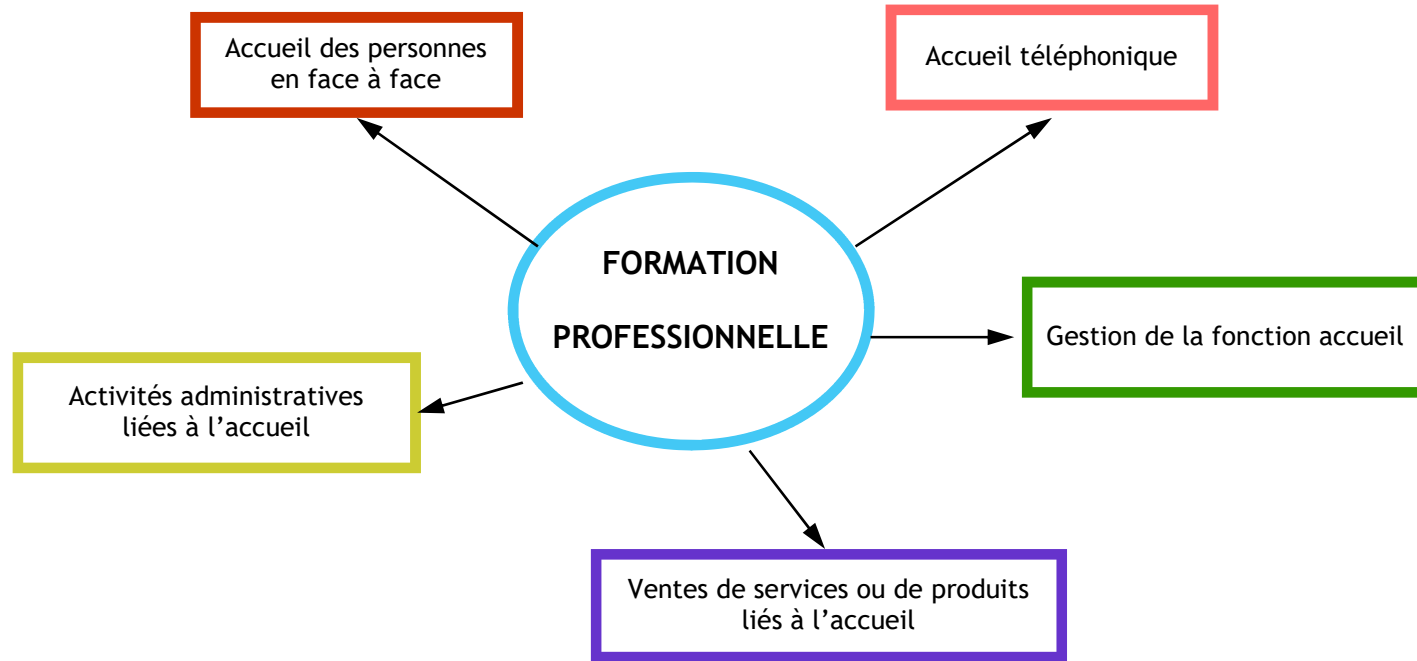 Accueil des personnes
en face à face
Accueil téléphonique
FORMATION
PROFESSIONNELLE
Gestion de la fonction accueil
Activités administratives
liées à l’accueil
Ventes de services ou de produits
liés à l’accueil